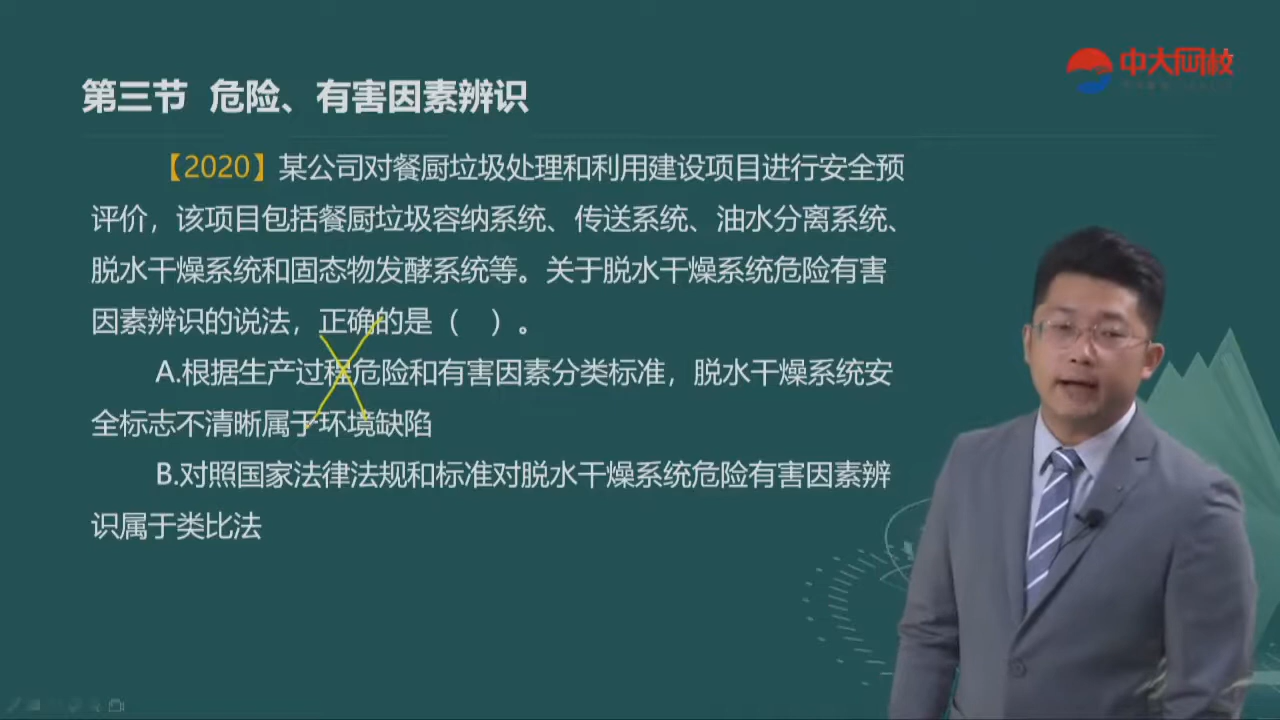 中大网校
第三节 危险、有害因素辨识
【2020】某公司对餐厨垃圾处理和利用建设项目进行安全预
评价，该项目包括餐厨垃圾容纳系统、传送系统、油水分离系统、
脱水干燥系统和固态物发酵系统等。关于脱水干燥系统危险有害
因素辨识的说法，正确的是（ ）。
A.根据生产过程危险和有害因素分类标准，脱水干燥系统安
全标志不清晰属于环境缺陷
B.对照国家法律法规和标准对脱水干燥系统危险有害因素辨
识属于类比法